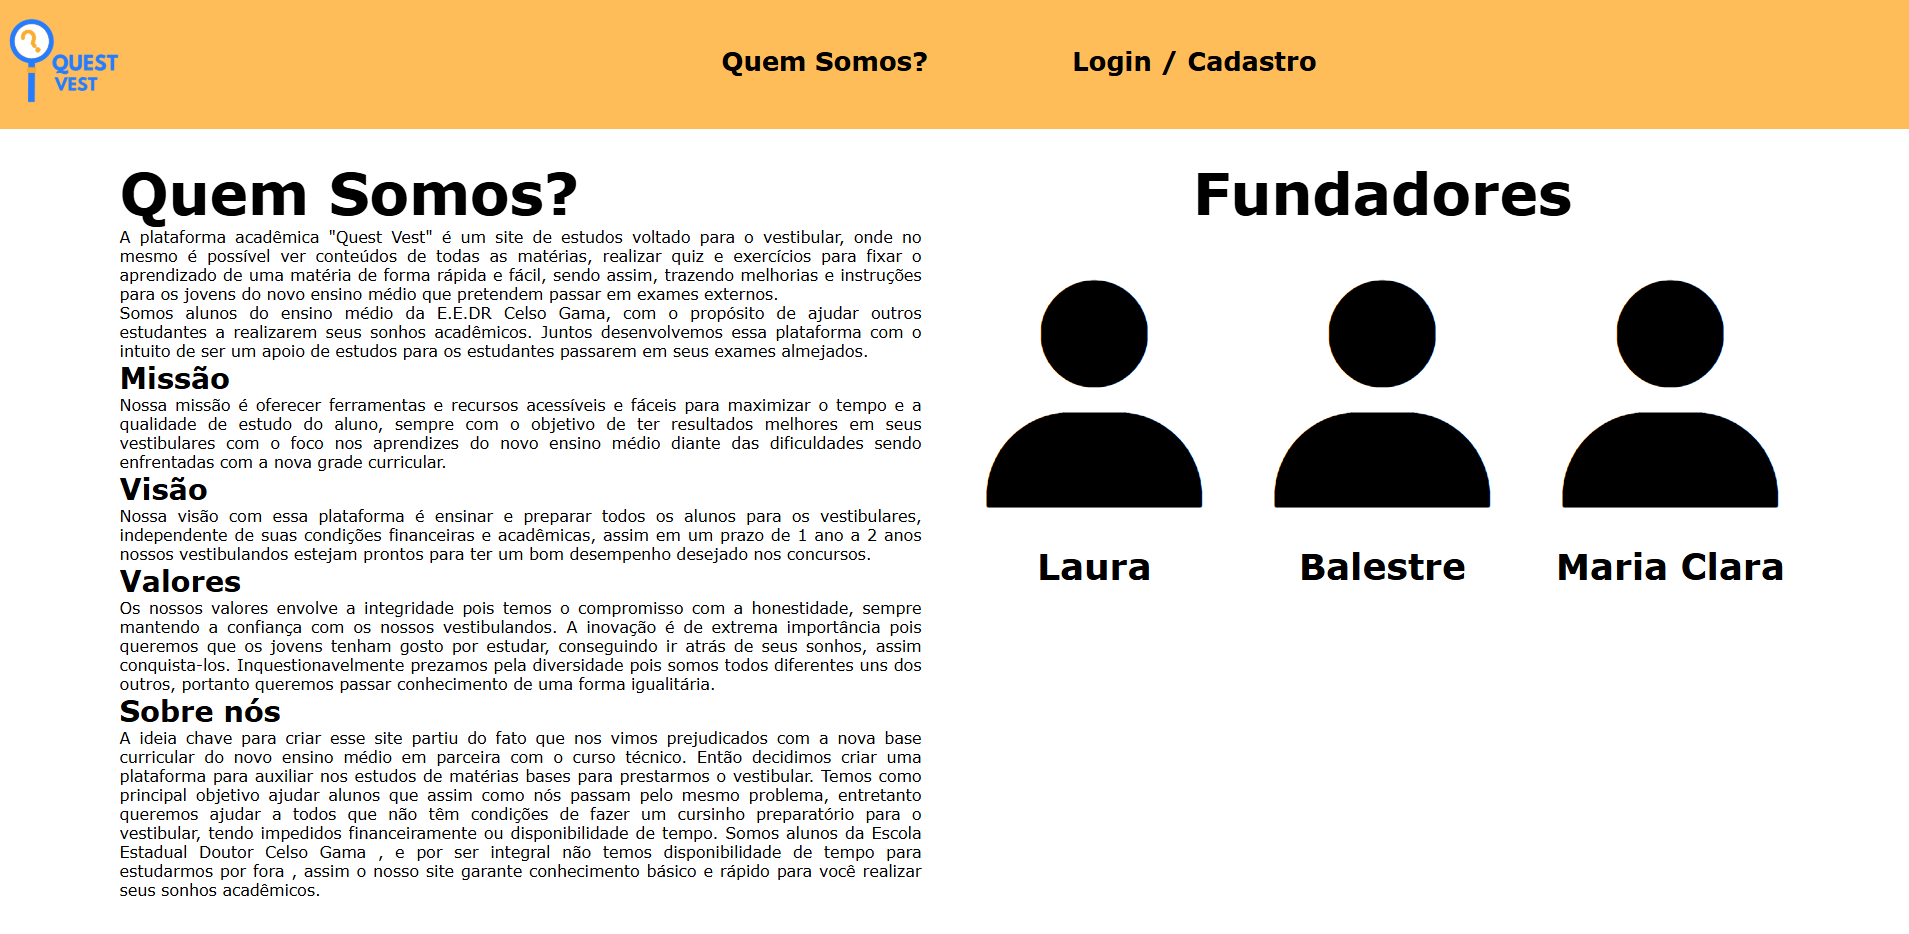 QUEST
VEST
Quem Somos?
Login / Cadastro
Quem Somos?
A plataforma acadêmica "Quest Vest" é um site de estudos voltado para o vestibular, onde no
mesmo é possível ver conteúdos de todas as matérias, realizar quiz e exercícios para fixar o
aprendizado de uma matéria de forma rápida e fácil, sendo assim, trazendo melhorias e instruções
para os jovens do novo ensino médio que pretendem passar em exames externos.
Somos alunos do ensino médio da E.E.DR Celso Gama, com o propósito de ajudar outros
estudantes a realizarem seus sonhos acadêmicos. Juntos desenvolvemos essa plataforma com o
intuito de ser um apoio de estudos para os estudantes passarem em seus exames almejados.
Missão
Nossa missão é oferecer ferramentas e recursos acessíveis e fáceis para maximizar o tempo e a
qualidade de estudo do aluno, sempre com o objetivo de ter resultados melhores em seus
vestibulares com o foco nos aprendizes do novo ensino médio diante das dificuldades sendo
enfrentadas com a nova grade curricular.
Visão
Nossa visão com essa plataforma é ensinar e preparar todos os alunos para os vestibulares,
independente de suas condições financeiras e acadêmicas, assim em um prazo de 1 ano a 2 anos
nossos vestibulandos estejam prontos para ter um bom desempenho desejado nos concursos.
Valores
Os nossos valores envolve a integridade pois temos o compromisso com a honestidade, sempre
mantendo a confiança com os nossos vestibulandos. A inovação é de extrema importância pois
queremos que os jovens tenham gosto por estudar, conseguindo ir atrás de seus sonhos, assim
conquista-los. Inquestionavelmente prezamos pela diversidade pois somos todos diferentes uns dos
outros, portanto queremos passar conhecimento de uma forma igualitária.
Sobre nós
A ideia chave para criar esse site partiu do fato que nos vimos prejudicados com a nova base
curricular do novo ensino médio em parceira com o curso técnico. Então decidimos criar uma
plataforma para auxiliar nos estudos de matérias bases para prestarmos o vestibular. Temos como
principal objetivo ajudar alunos que assim como nós passam pelo mesmo problema, entretanto
queremos ajudar a todos que não têm condições de fazer um cursinho preparatório para o
vestibular, tendo impedidos financeiramente ou disponibilidade de tempo. Somos alunos da Escola
Estadual Doutor Celso Gama , e por ser integral não temos disponibilidade de tempo para
estudarmos por fora , assim o nosso site garante conhecimento básico e rápido para você realizar
seus sonhos acadêmicos.
Fundadores
Laura
Balestre
Maria Clara